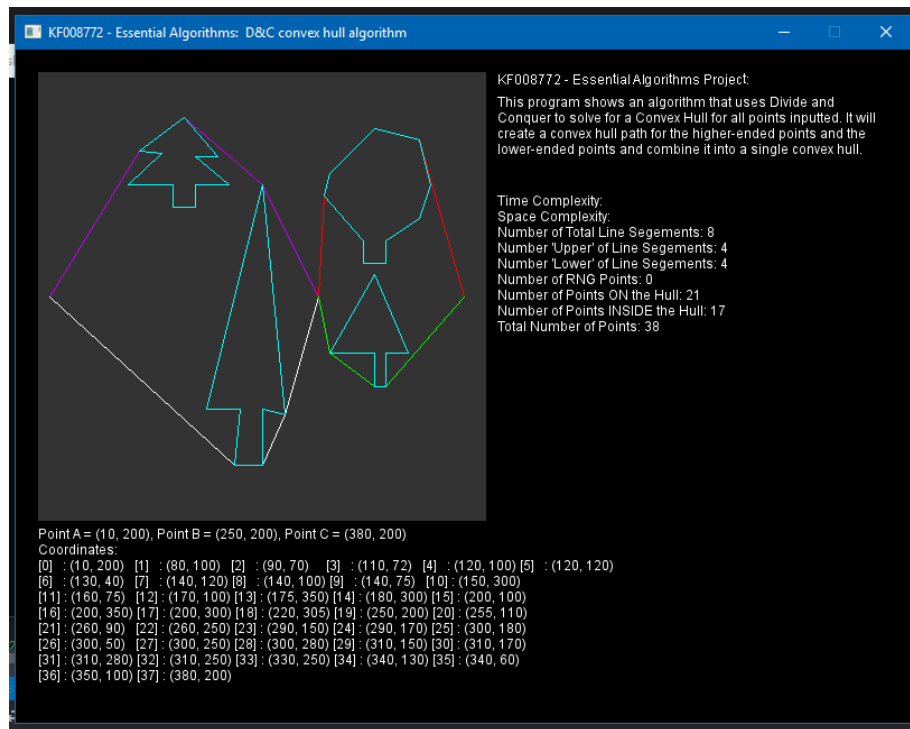 KF008772 - Essential Algorithms: D&C convex hull algorithm
KF008772 - Essential Algorithms Project:
This program shows an algorithm that uses Divide and
Conquer to solve for a Convex Hull for all points inputted. It will
create a convex hull path for the higher-ended points and the
lower-ended points and combine it into a single convex hull.
Time Complexity:
Space Complexity:
Number of Total Line Segements: 8
Number 'Upper' of Line Segements: 4
Number 'Lower' of Line Segements: 4
Number of RNG Points: 0
Number of Points ON the Hull: 21
Number of Points INSIDE the Hull: 17
Total Number of Points: 38
Point A = (10, 200), Point B = (250, 200), Point C = (380, 200)
Coordinates:
[0] : (10, 200) [1] : (80, 100) [2] : (90, 70) [3] : (110, 72) [4] : (120, 100) [5] : (120, 120)
[6] : (130, 40) [7] : (140, 120) [8] : (140, 100) [9] : (140, 75) [10] : (150, 300)
[11] : (160, 75) [12] : (170, 100) [13] : (175, 350) [14] : (180, 300) [15] : (200, 100)
[16] : (200, 350) [17] : (200, 300) [18] : (220, 305) [19] : (250, 200) [20] : (255, 110)
[21] : (260, 90) [22] : (260, 250) [23] : (290, 150) [24] : (290, 170) [25] : (300, 180)
[26] : (300, 50) [27] : (300, 250) [28] : (300, 280) [29] : (310, 150) [30] : (310, 170)
[31] : (310, 280) [32] : (310, 250) [33] : (330, 250) [34] : (340, 130) [35] : (340, 60)
[36] : (350, 100) [37] : (380, 200)